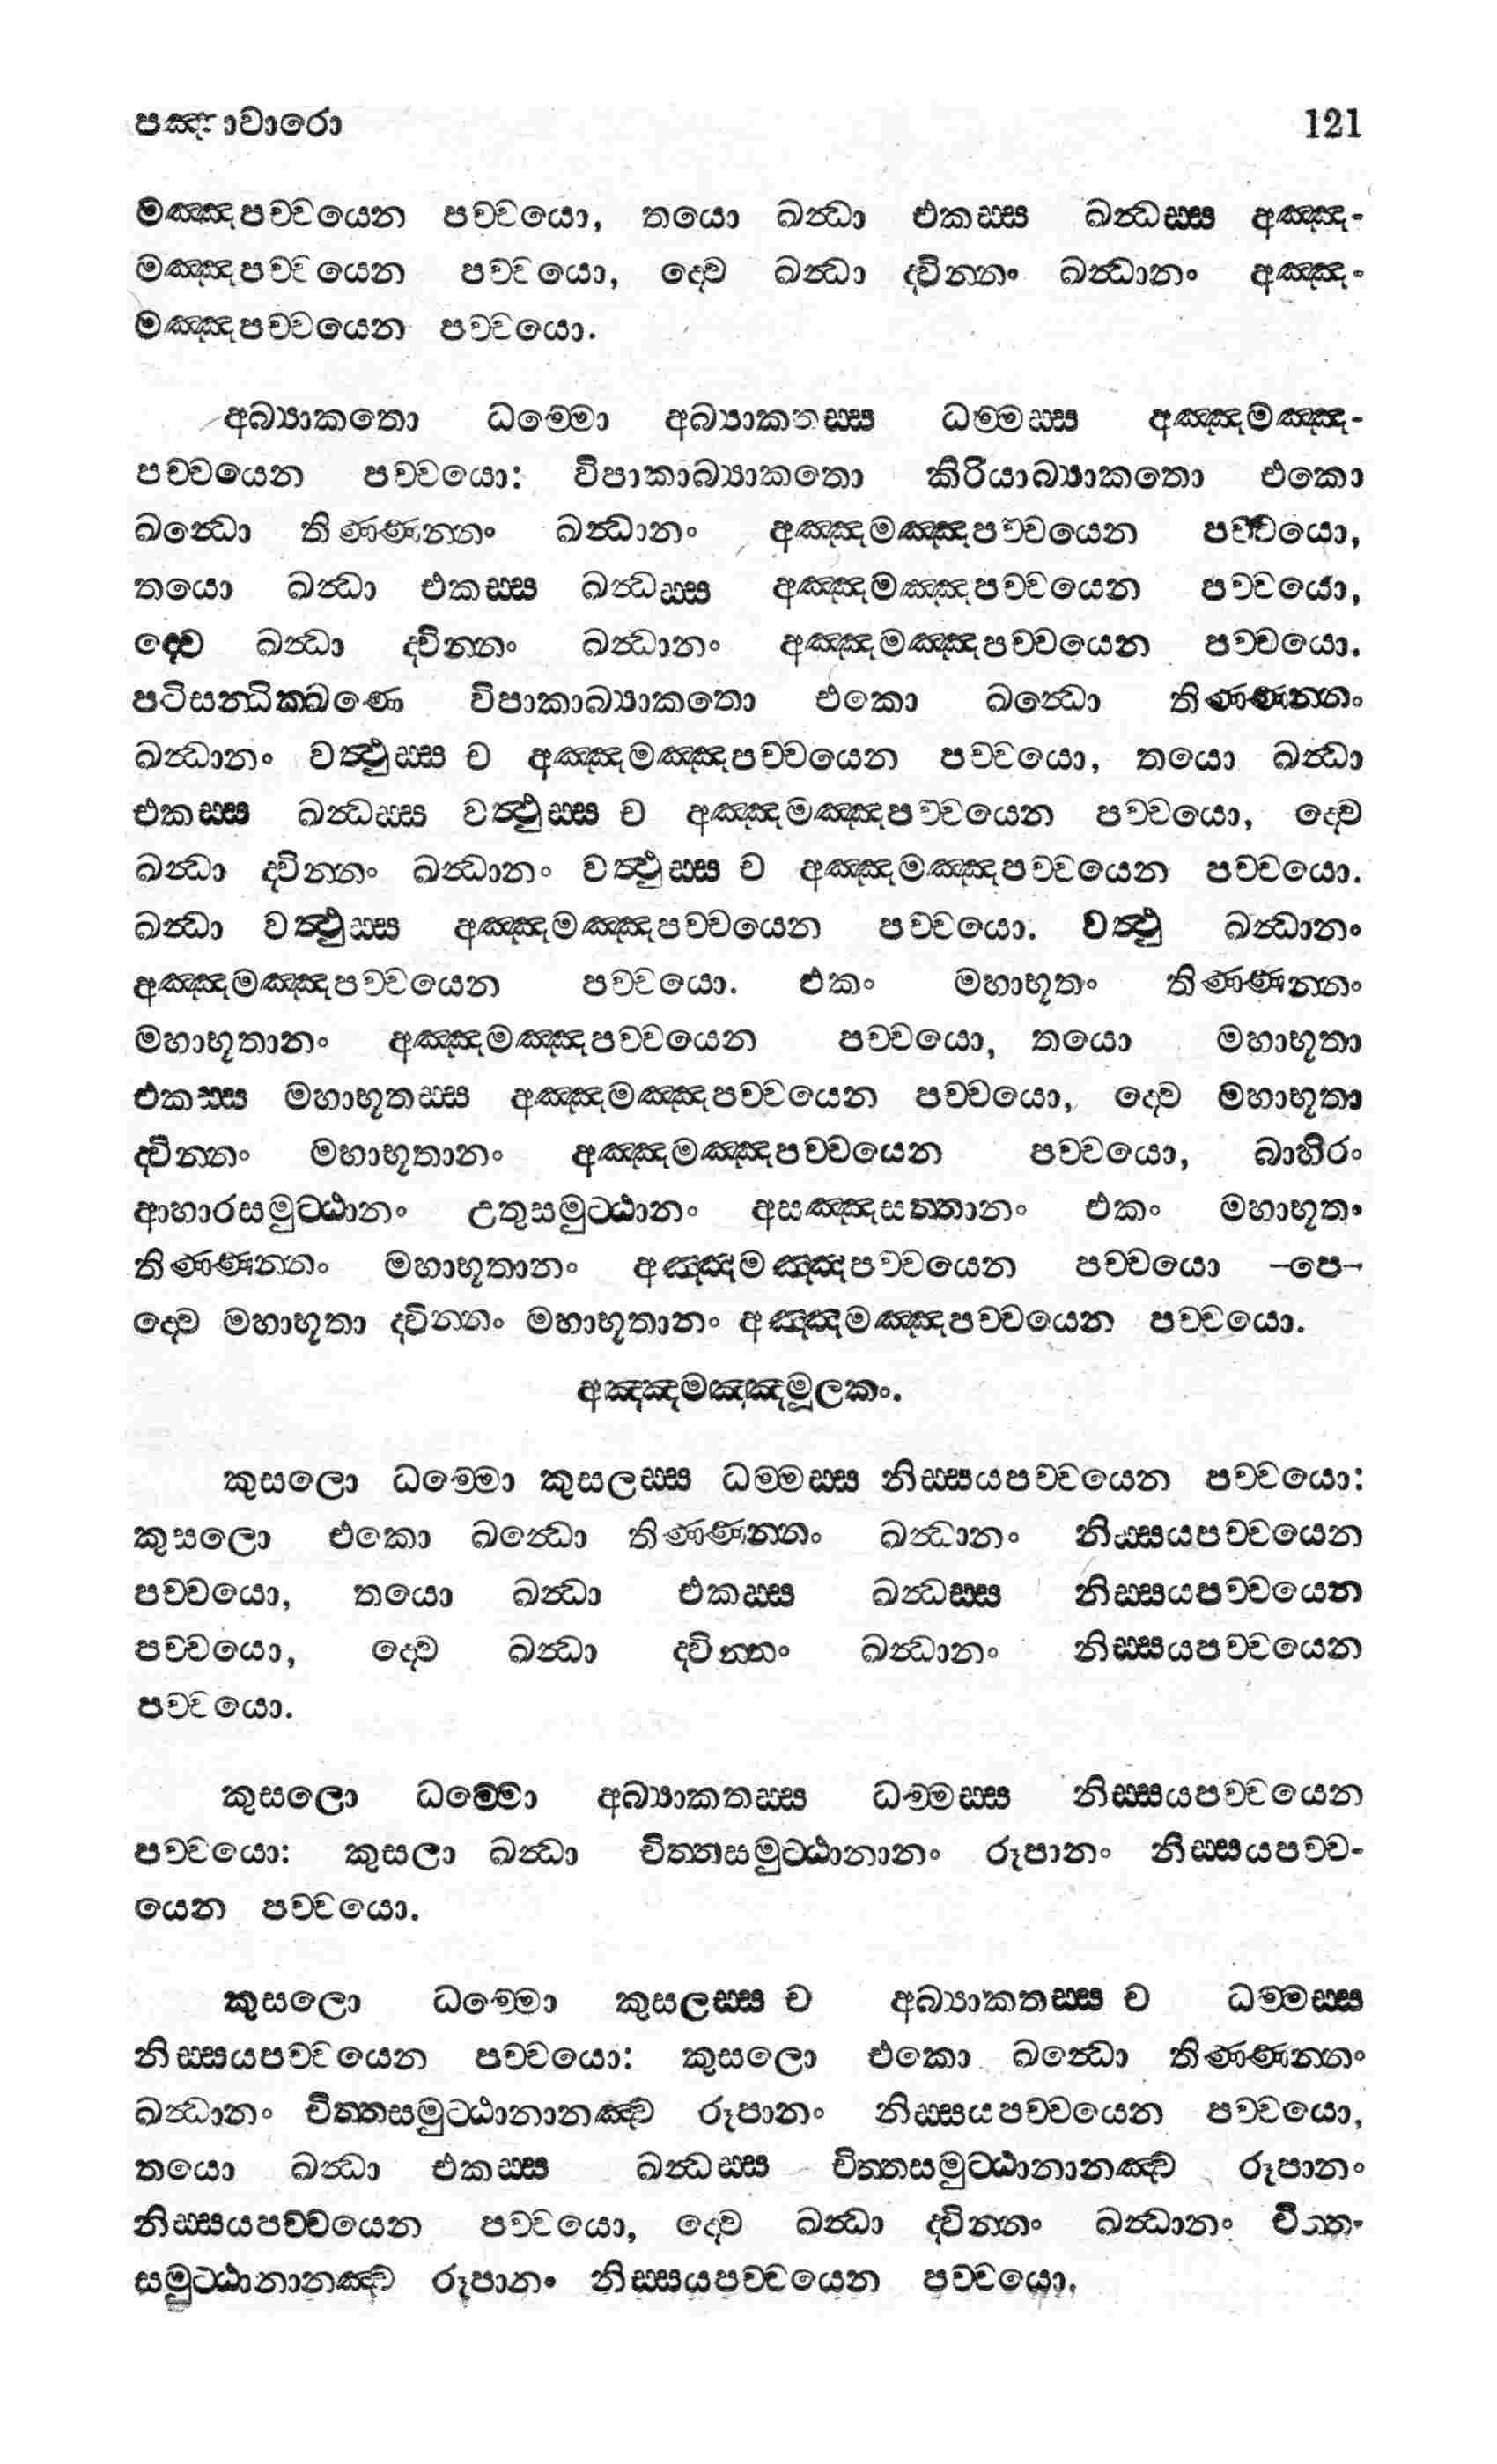 පඤ්හාවාරො 121
මඤ්ඤපච්චයෙන පච්චයො, තයො ඛන්ධා එකස්ස ඛන්ධස්ස අඤ්ඤ-
මඤ්ඤපච්චයෙන පච්චයො, ද්වෙ ඛන්ධා ද්වින්නං ඛන්ධානං අඤ්ඤ-
මඤ්ඤපච්චයෙන පච්චයො.
අබ්‍යාකතො ධම්මො අබ්‍යාකතස්ස ධම්මස්ස අඤ්ඤමඤ්ඤ-
පච්චයෙන පච්චයො: විපාකාබ්‍යාකතො කිරියාබ්‍යාකතො එකො
ඛන්ධො තිණ්ණන්නං ඛන්ධානං අඤ්ඤමඤ්ඤපච්චයෙන පච්චයො,
තයො ඛන්ධා එකස්ස ඛන්ධස්ස අඤ්ඤමඤ්ඤපච්චයෙන පච්චයො,
ද්වෙ ඛන්ධා ද්වින්නං ඛන්ධානං අඤ්ඤමඤ්ඤපච්චයෙන පච්චයො.
පටිසන්ධික්ඛණෙ විපාකාබ්‍යාකතො එකො ඛන්ධො තිණ්ණන්නං
ඛන්ධානං වත්ථුස්ස ච අඤ්ඤමඤ්ඤපච්චයෙන පච්චයො, තයො ඛන්ධා
එකස්ස ඛන්ධස්ස වත්ථුස්ස ච අඤ්ඤමඤ්ඤපච්චයෙන පච්චයො, ද්වෙ
ඛන්ධා ද්වින්නං ඛන්ධානං වත්ථුස්ස ච අඤ්ඤමඤ්ඤපච්චයෙන පච්චයො.
ඛන්ධා වත්ථුස්ස අඤ්ඤමඤ්ඤපච්චයෙන පච්චයො. වත්ථු ඛන්ධානං
අඤ්ඤමඤ්ඤපච්චයෙන පච්චයො. එකං මහාභූතං තිණ්ණන්නං
මහාභූතානං අඤ්ඤමඤ්ඤපච්චයෙන පච්චයො, තයො මහාභූතා
එකස්ස මහාභූතස්ස අඤ්ඤමඤ්ඤපච්චයෙන පච්චයො, ද්වෙ මහාභූතා
ද්වින්නං මහාභූතානං අඤ්ඤමඤ්ඤපච්චයෙන පච්චයො, බාහිරං
ආහාරසමුට්ඨානං උතුසමුට්ඨානං අසඤ්ඤසත්තානං එකං මහාභූතං
තිණ්ණන්නං මහාභූතානං අඤ්ඤමඤ්ඤපච්චයෙන පච්චයො -පෙ-
ද්වෙ මහාභූතා ද්වින්නං මහාභූතානං අඤ්ඤමඤ්ඤපච්චයෙන පච්චයො.
අඤ්ඤමඤ්ඤමූලකං.
කුසලො ධම්මො කුසලස්ස ධම්මස්ස නිස්සයපච්චයෙන පච්චයො:
කුසලො එකො ඛන්ධො තිණ්ණන්නං ඛන්ධානං නිස්සයපච්චයෙන
පච්චයො, තයො ඛන්ධා එකස්ස ඛන්ධස්ස නිස්සයපච්චයෙන
පච්චයො, ද්වෙ ඛන්ධා ද්වින්නං ඛන්ධානං නිස්සයපච්චයෙන
පච්චයො.
කුසලො ධම්මො අබ්‍යාකතස්ස ධම්මස්ස නිස්සයපච්චයෙන
පච්චයො: කුසලා ඛන්ධා චිත්තසමුට්ඨානානං රූපානං නිස්සයපච්ච-
යෙන පච්චයො.
කුසලො ධම්මො කුසලස්ස ච අබ්‍යාකතස්ස ච ධම්මස්ස
නිස්සයපච්චයෙන පච්චයො: කුසලො එකො ඛන්ධො තිණ්ණන්නං
ඛන්ධානං චිත්තසමුට්ඨානානඤ්ච රූපානං නිස්සයපච්චයෙන පච්චයො,
තයො ඛන්ධා එකස්ස ඛන්ධස්ස චිත්තසමුට්ඨානානඤ්ච රූපානං
නිස්සයපච්චයෙන පච්චයො, ද්වෙ ඛන්ධා ද්වින්නං ඛන්ධානං චිත්ත-
සමුට්ඨානානඤ්ච රූපානං නිස්සයපච්චයෙන පච්චයො,